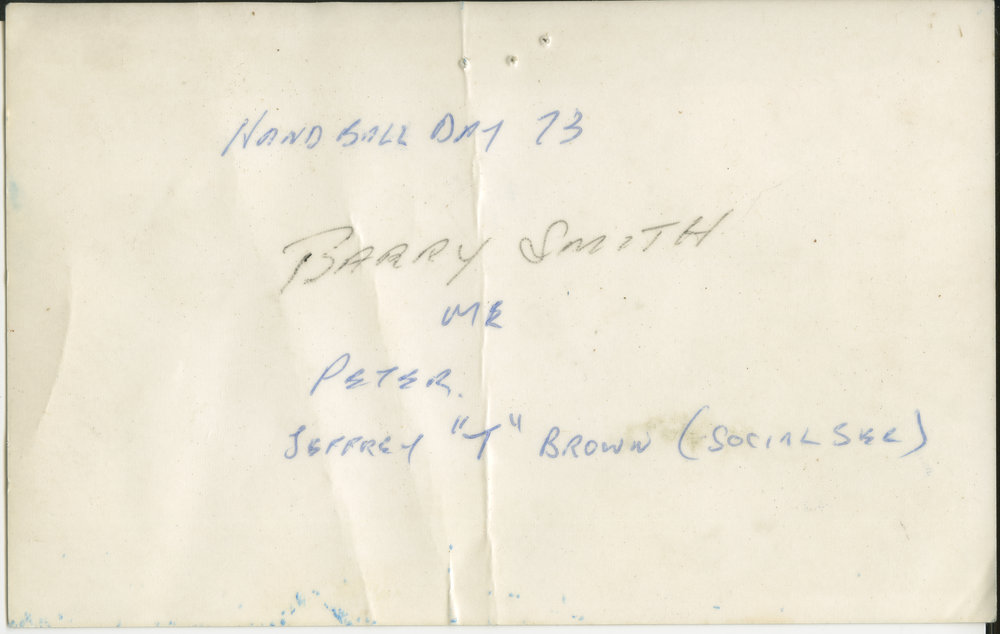 HANDBALL DAY 73
BARRY SMITH
ME
PETER.
JEFFREY "T" BROWN (SOCIAL SEC)